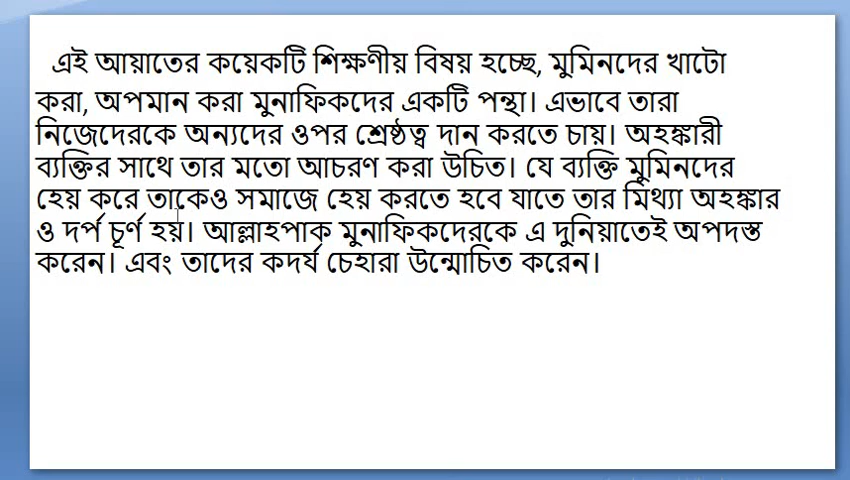 এই আয়াতের কয়েকটি শিক্ষণীয় বিষয় হচ্ছে, মুমিনদের খাটো
করা, অপমান করা মুনাফিকদের একটি পন্থা। এভাবে তারা
নিজেদেরকে অন্যদের ওপর শ্রেষ্ঠত্ব দান করতে চায়। অহঙ্কারী
ব্যক্তির সাথে তার মতো আচরণ করা উচিত। যে ব্যক্তি মুমিনদের
হেয় করে তাকেও সমাজে হেয় করতে হবে যাতে তার মিথ্যা অহঙ্কার
ও দর্প চূর্ণ হয়। আল্লাহপাক মুনাফিকদেরকে এ দুনিয়াতেই অপদস্ত
করেন। এবং তাদের কদর্য চেহারা উন্মোচিত করেন।